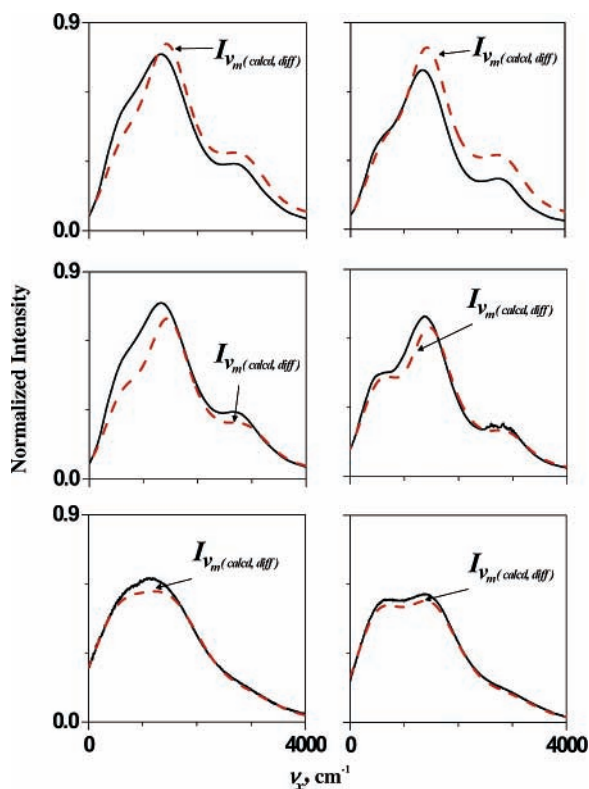 0.9
I_{ν_m(calcd, diff)}
I_{ν_m(calcd, diff)}
0.0
0.9
I_{ν_m(calcd, diff)}
I_{ν_m(calcd, diff)}
Normalized Intensity
0.0
0.9
I_{ν_m(calcd, diff)}
I_{ν_m(calcd, diff)}
0.0
0 4000 0 4000
ν_x, cm⁻¹